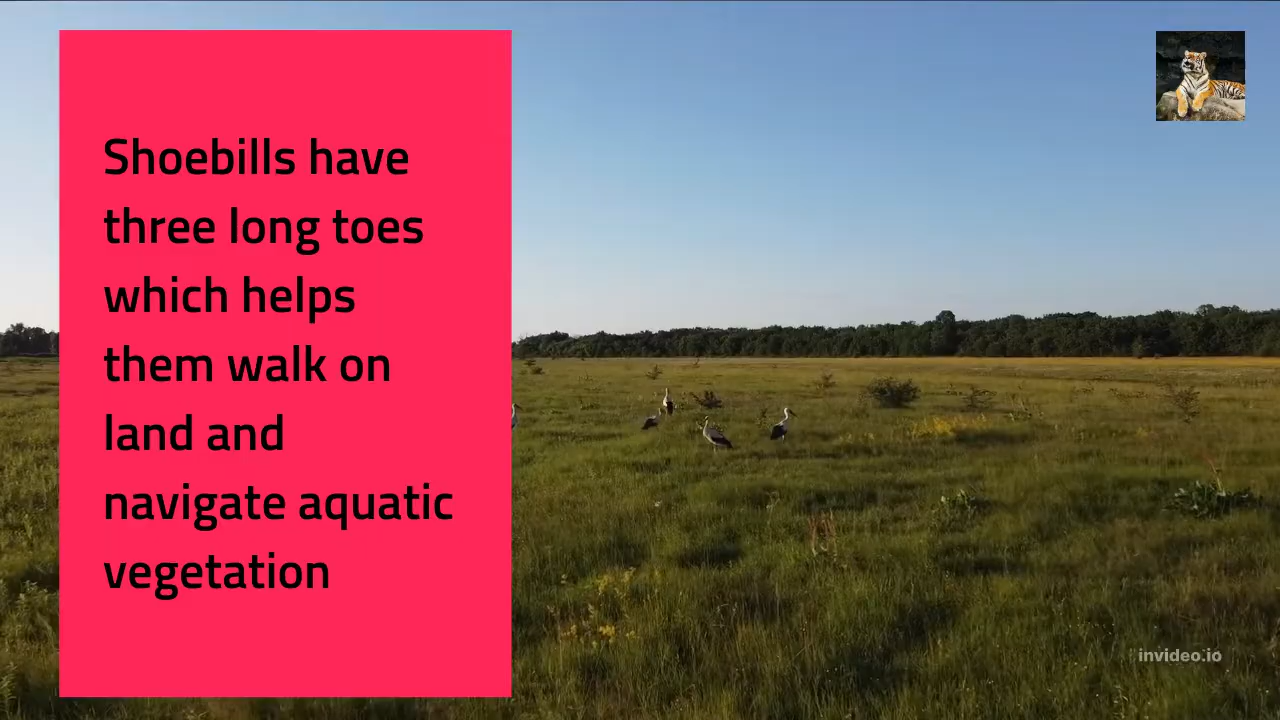 Shoebills have
three long toes
which helps
them walk on
land and
navigate aquatic
vegetation
invideo.io